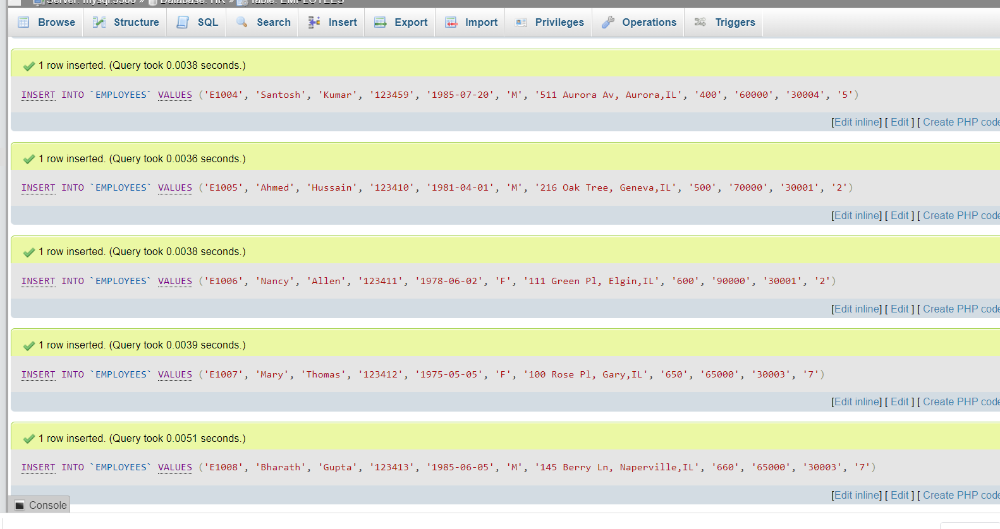 Server: mysql:3306 » Database: HR » Table: EMPLOYEES
Browse Structure SQL Search Insert Export Import Privileges Operations Triggers
1 row inserted. (Query took 0.0038 seconds.)
INSERT INTO `EMPLOYEES` VALUES ('E1004', 'Santosh', 'Kumar', '123459', '1985-07-20', 'M', '511 Aurora Av, Aurora,IL', '400', '60000', '30004', '5')
[Edit inline] [ Edit ] [ Create PHP code
1 row inserted. (Query took 0.0036 seconds.)
INSERT INTO `EMPLOYEES` VALUES ('E1005', 'Ahmed', 'Hussain', '123410', '1981-04-01', 'M', '216 Oak Tree, Geneva,IL', '500', '70000', '30001', '2')
[Edit inline] [ Edit ] [ Create PHP code
1 row inserted. (Query took 0.0038 seconds.)
INSERT INTO `EMPLOYEES` VALUES ('E1006', 'Nancy', 'Allen', '123411', '1978-06-02', 'F', '111 Green Pl, Elgin,IL', '600', '90000', '30001', '2')
[Edit inline] [ Edit ] [ Create PHP code
1 row inserted. (Query took 0.0039 seconds.)
INSERT INTO `EMPLOYEES` VALUES ('E1007', 'Mary', 'Thomas', '123412', '1975-05-05', 'F', '100 Rose Pl, Gary,IL', '650', '65000', '30003', '7')
[Edit inline] [ Edit ] [ Create PHP code
1 row inserted. (Query took 0.0051 seconds.)
INSERT INTO `EMPLOYEES` VALUES ('E1008', 'Bharath', 'Gupta', '123413', '1985-06-05', 'M', '145 Berry Ln, Naperville,IL', '660', '65000', '30003', '7')
[Edit inline] [ Edit ] [ Create PHP code
Console